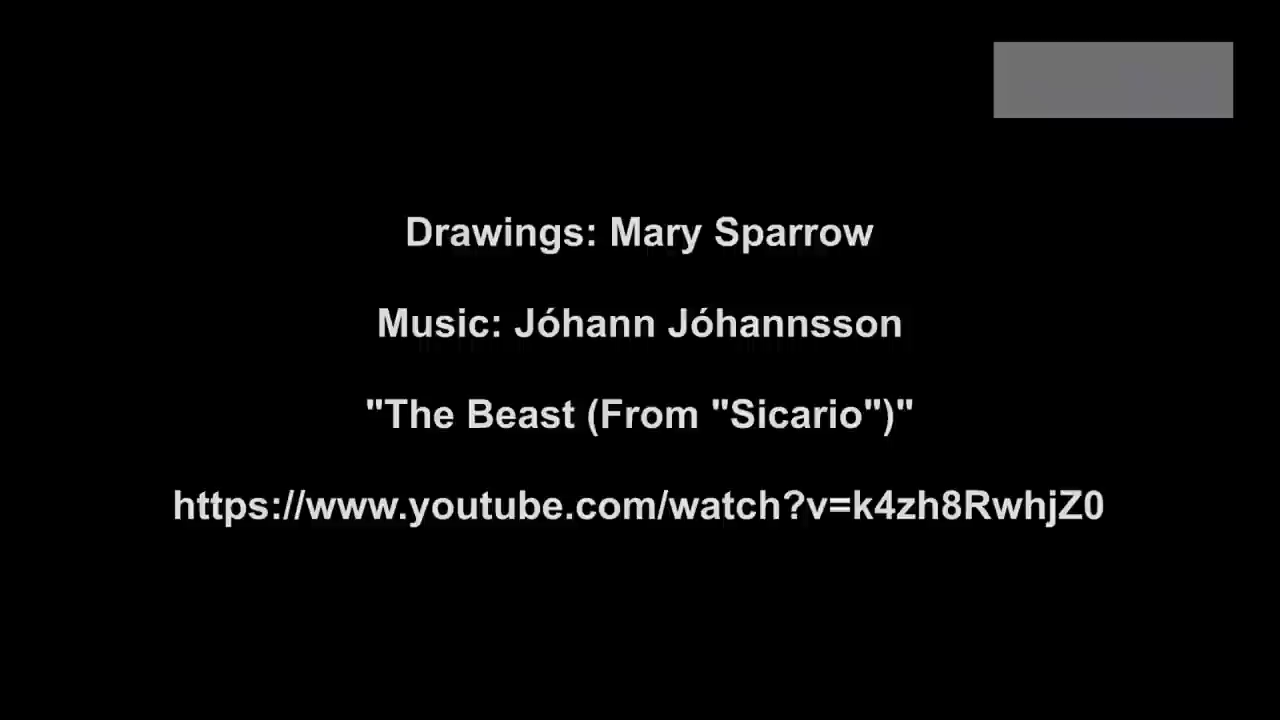 Drawings: Mary Sparrow
Music: Jóhann Jóhannsson
"The Beast (From "Sicario")"
https://www.youtube.com/watch?v=k4zh8RwhjZ0